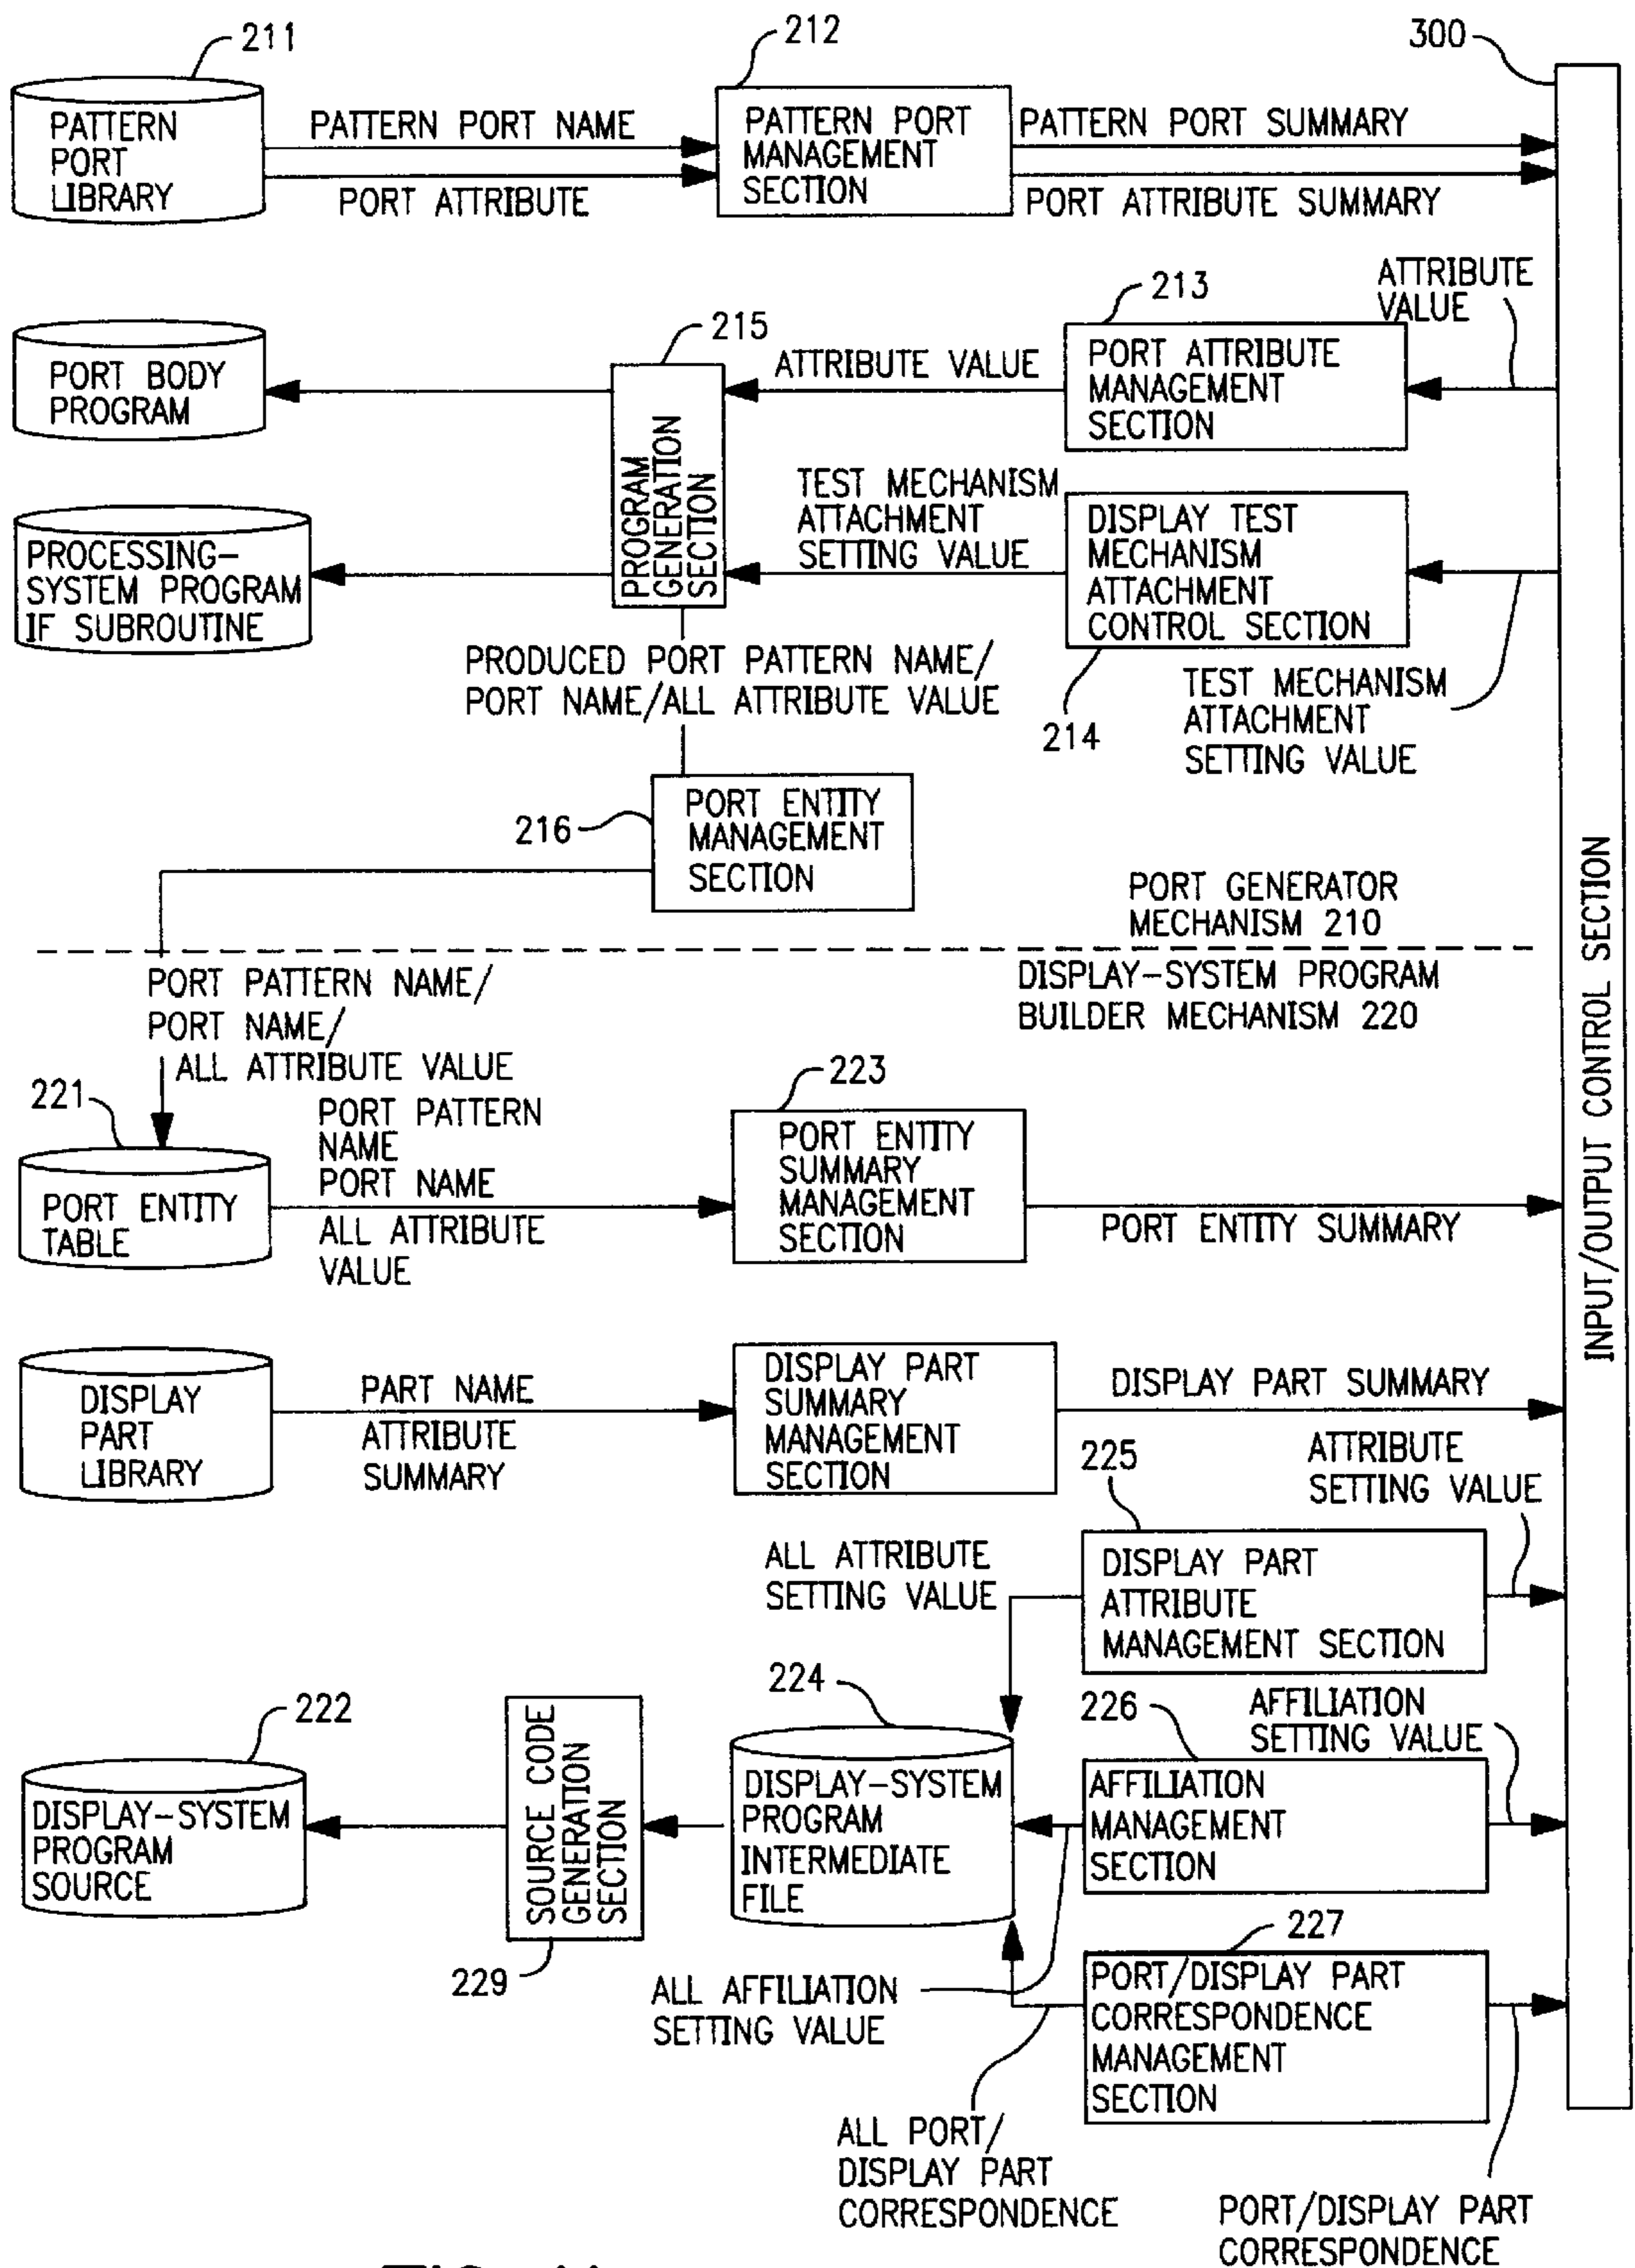 211
212
300
PATTERN
PORT
LIBRARY
PATTERN PORT NAME
PORT ATTRIBUTE
PATTERN PORT
MANAGEMENT
SECTION
PATTERN PORT SUMMARY
PORT ATTRIBUTE SUMMARY
ATTRIBUTE
VALUE
213
215
PORT BODY
PROGRAM
ATTRIBUTE VALUE
PORT ATTRIBUTE
MANAGEMENT
SECTION
PROGRAM
GENERATION
SECTION
PROCESSING-
SYSTEM PROGRAM
IF SUBROUTINE
TEST MECHANISM
ATTACHMENT
SETTING VALUE
DISPLAY TEST
MECHANISM
ATTACHMENT
CONTROL SECTION
214
TEST MECHANISM
ATTACHMENT
SETTING VALUE
PRODUCED PORT PATTERN NAME/
PORT NAME/ALL ATTRIBUTE VALUE
216
PORT ENTITY
MANAGEMENT
SECTION
INPUT/OUTPUT CONTROL SECTION
PORT GENERATOR
MECHANISM 210
DISPLAY-SYSTEM PROGRAM
BUILDER MECHANISM 220
PORT PATTERN NAME/
PORT NAME/
ALL ATTRIBUTE VALUE
221
223
PORT ENTITY
TABLE
PORT PATTERN
NAME
PORT NAME
ALL ATTRIBUTE
VALUE
PORT ENTITY
SUMMARY
MANAGEMENT
SECTION
PORT ENTITY SUMMARY
DISPLAY
PART
LIBRARY
PART NAME
ATTRIBUTE
SUMMARY
DISPLAY PART
SUMMARY
MANAGEMENT
SECTION
DISPLAY PART SUMMARY
225
ATTRIBUTE
SETTING VALUE
ALL ATTRIBUTE
SETTING VALUE
DISPLAY PART
ATTRIBUTE
MANAGEMENT SECTION
222
224
226
AFFILIATION
SETTING VALUE
DISPLAY-SYSTEM
PROGRAM
SOURCE
SOURCE CODE
GENERATION
SECTION
229
DISPLAY-SYSTEM
PROGRAM
INTERMEDIATE
FILE
AFFILIATION
MANAGEMENT
SECTION
227
ALL AFFILIATION
SETTING VALUE
PORT/DISPLAY PART
CORRESPONDENCE
MANAGEMENT
SECTION
ALL PORT/
DISPLAY PART
CORRESPONDENCE
PORT/DISPLAY PART
CORRESPONDENCE